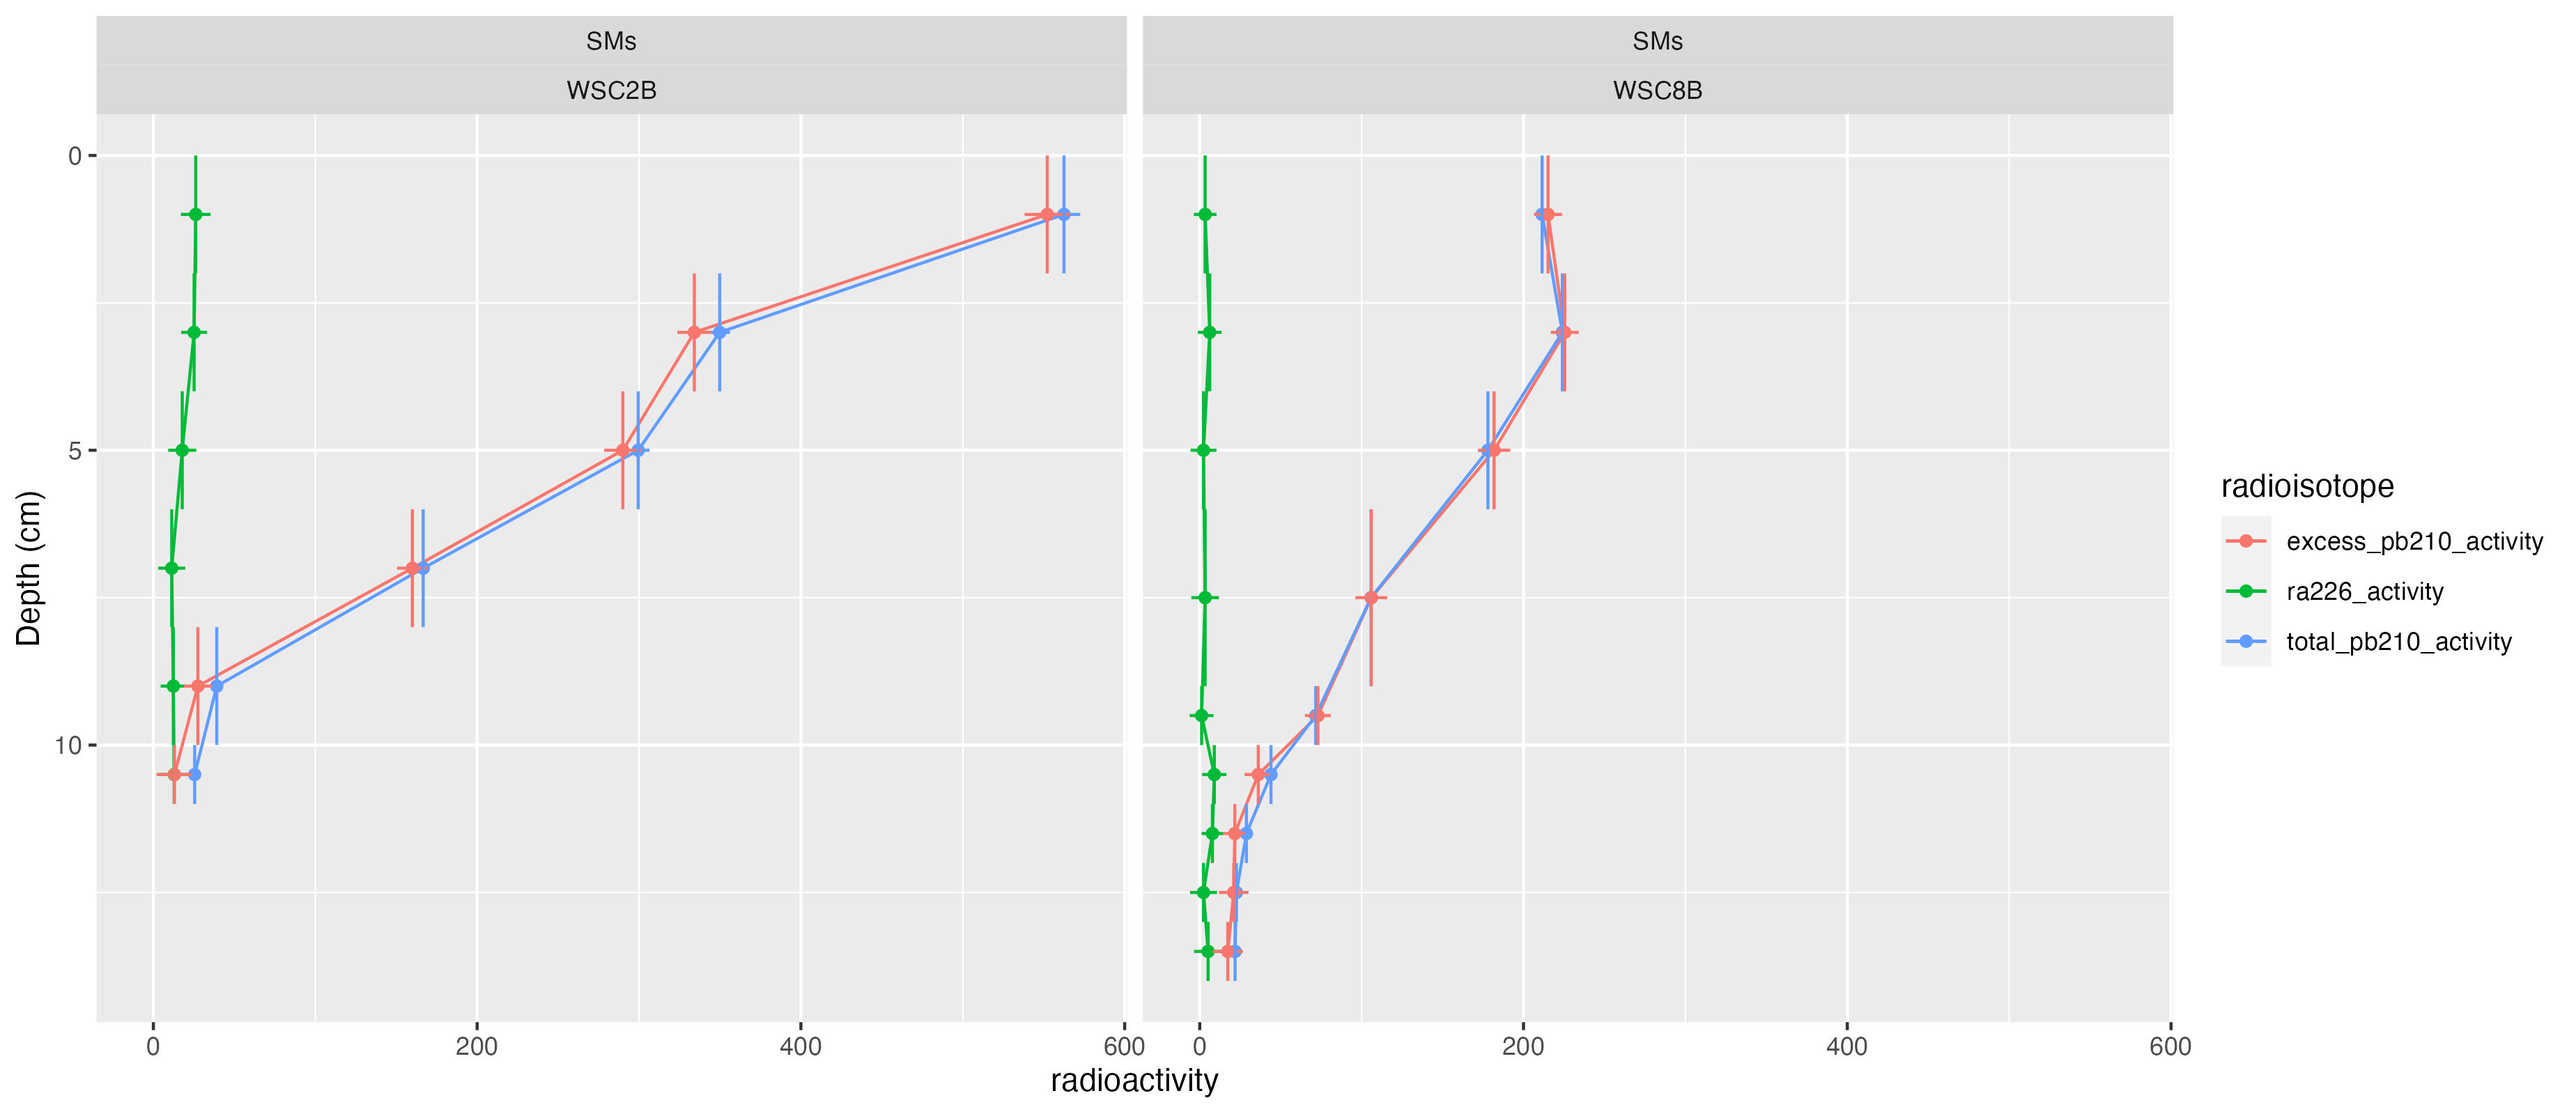 SMs
SMs
WSC2B
WSC8B
0
5
10
Depth (cm)
0
200
400
600
0
200
400
600
radioactivity
radioisotope
excess_pb210_activity
ra226_activity
total_pb210_activity